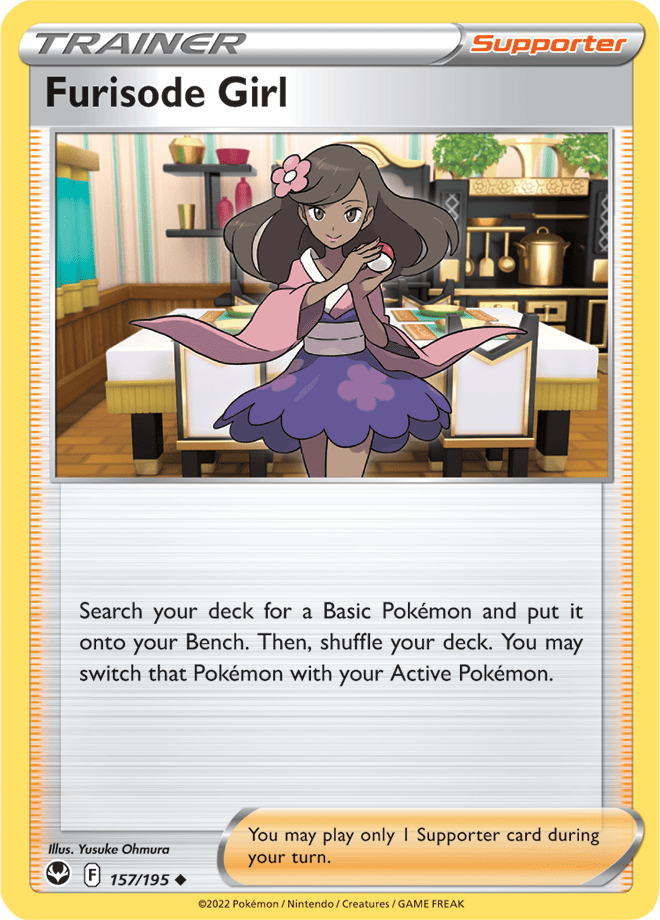 TRAINER Supporter
Furisode Girl
Search your deck for a Basic Pokémon and put it
onto your Bench. Then, shuffle your deck. You may
switch that Pokémon with your Active Pokémon.
Illus. Yusuke Ohmura
You may play only 1 Supporter card during
your turn.
F 157/195
©2022 Pokémon / Nintendo / Creatures / GAME FREAK